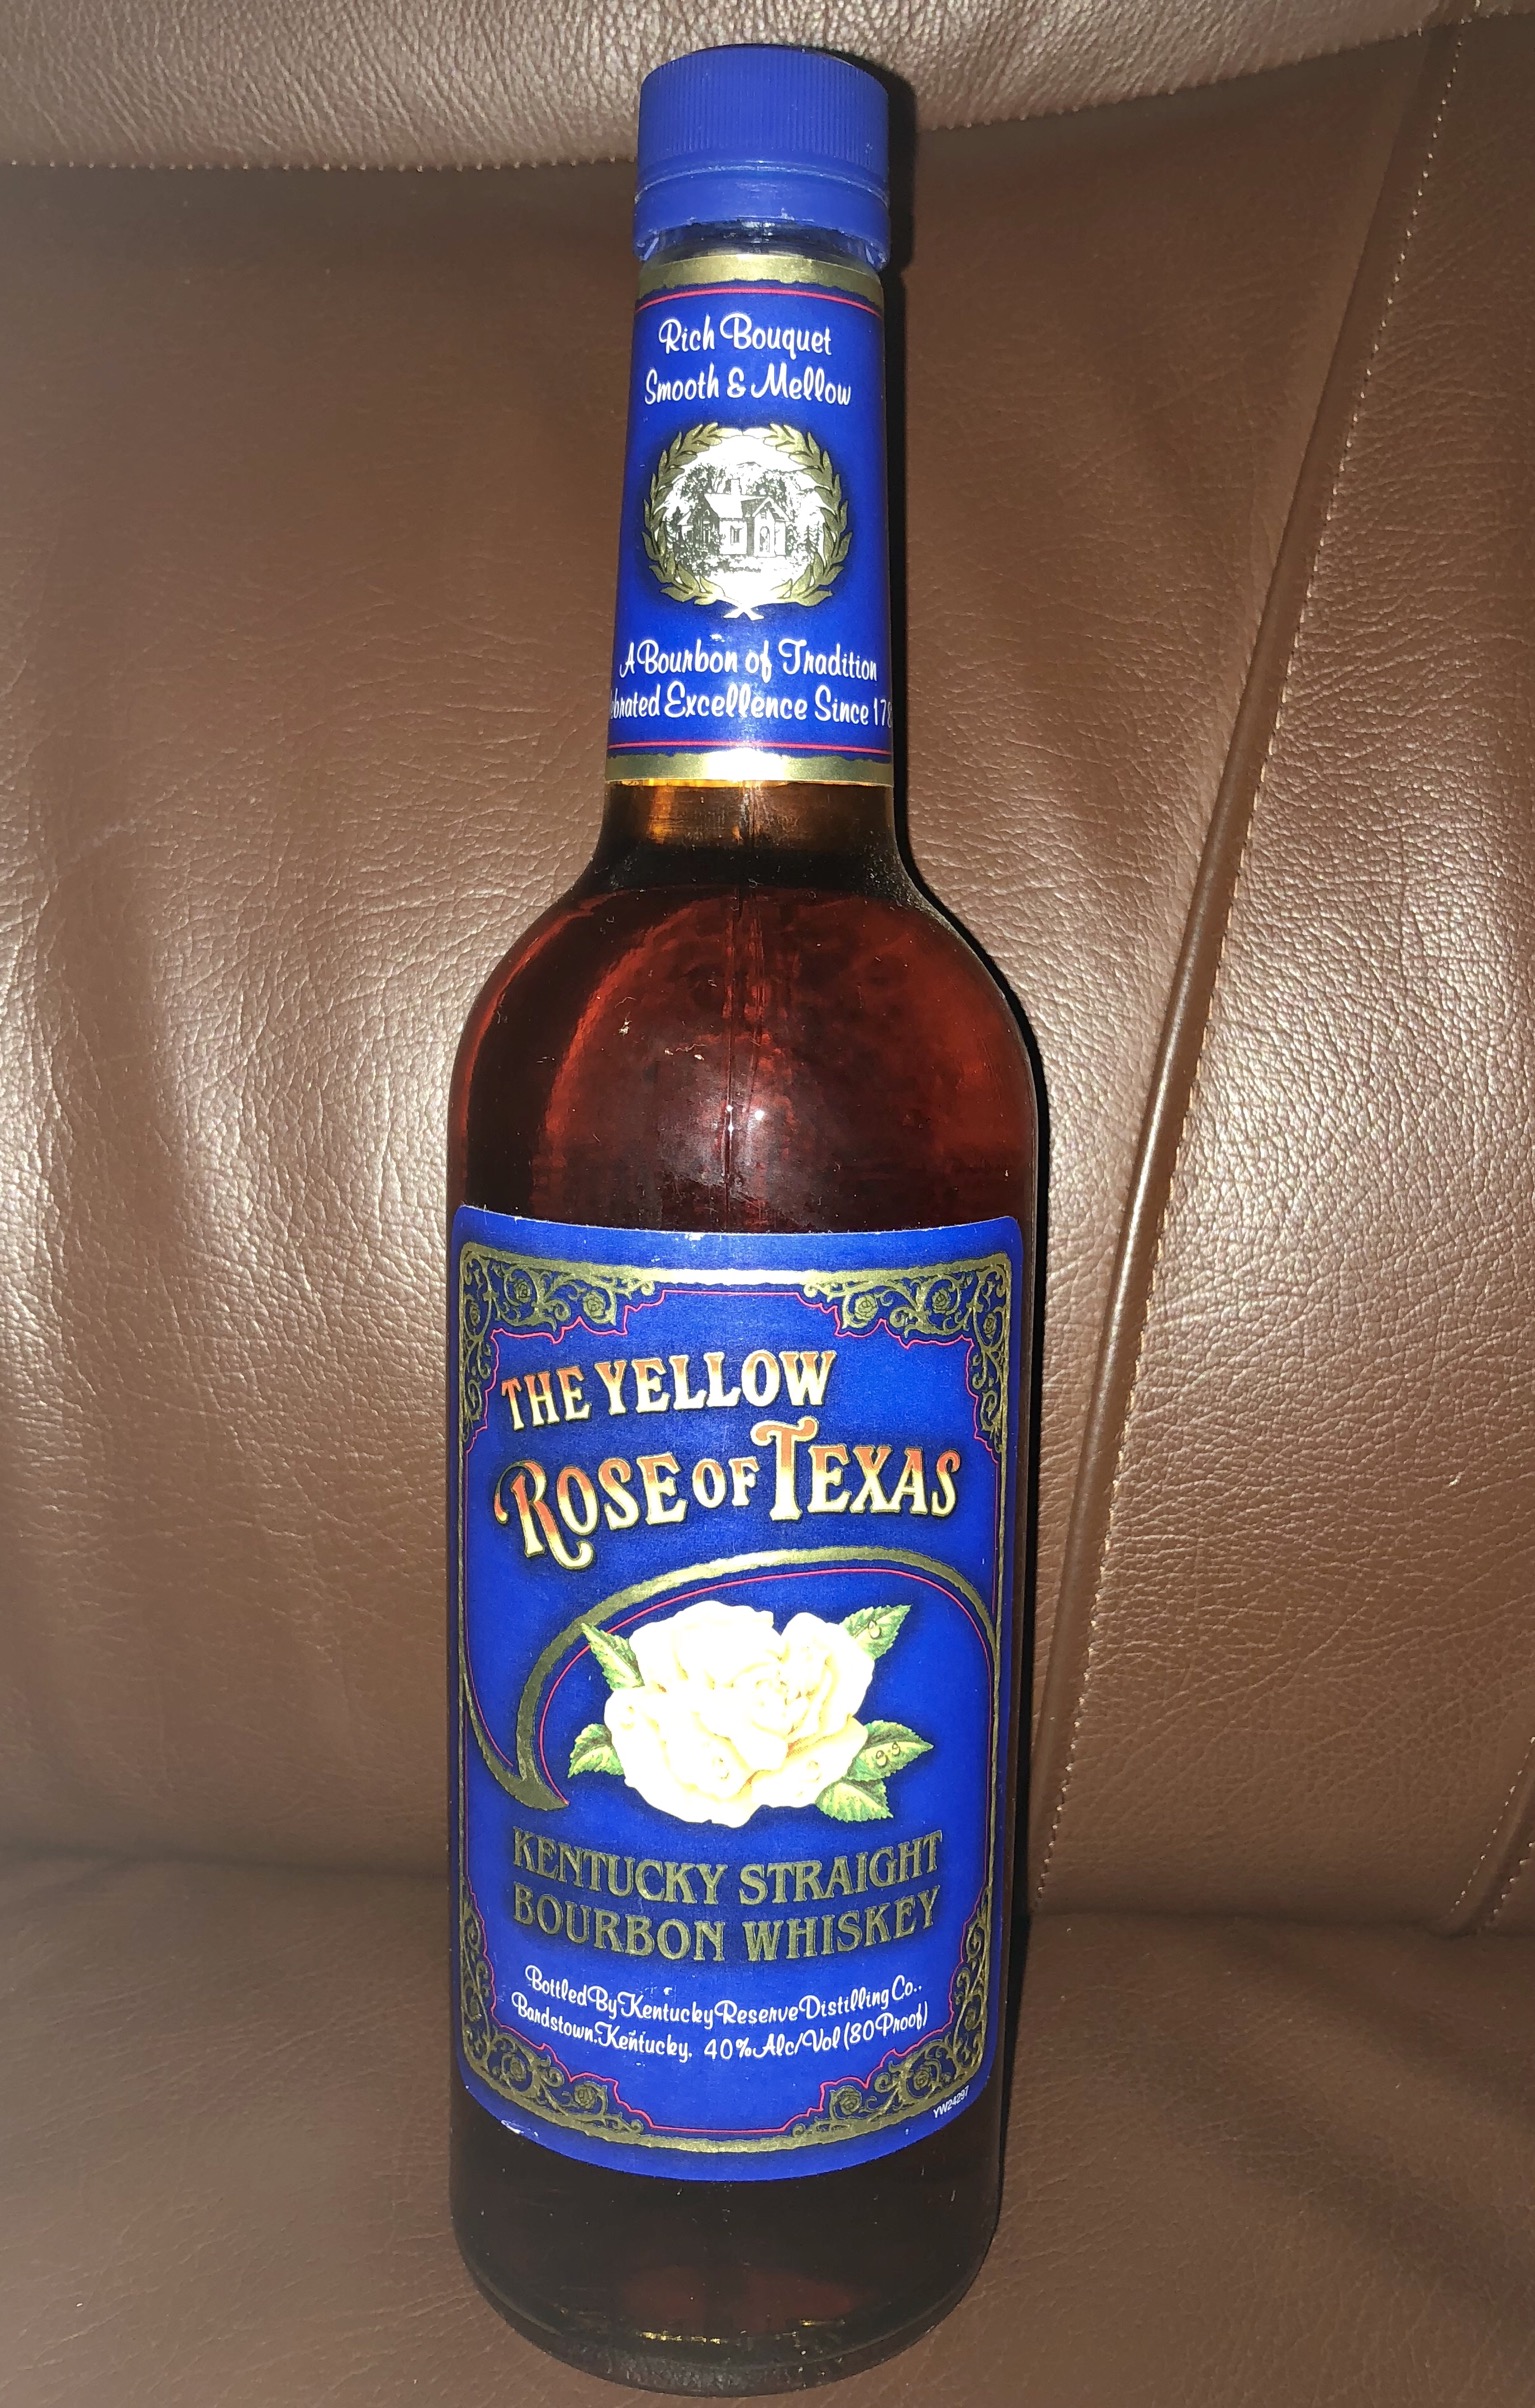 Rich Bouquet
Smooth & Mellow
A Bourbon of Tradition
Excellence Since
THE YELLOW
ROSE OF TEXAS
KENTUCKY STRAIGHT
BOURBON WHISKEY
Bottled By Kentucky Reserve Distilling Co.,
Bardstown, Kentucky. 40% Alc/Vol (80 Proof)
YW24297